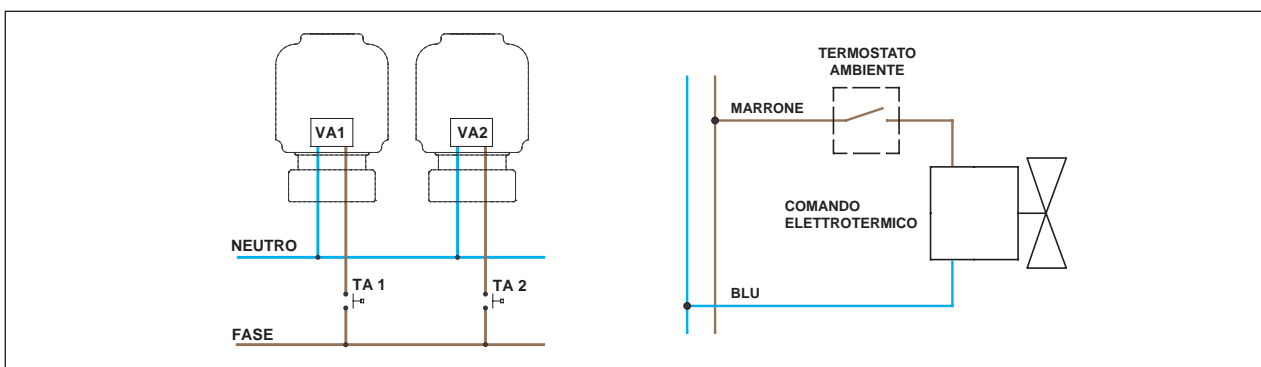 VA1
VA2
NEUTRO
TA 1
TA 2
FASE
TERMOSTATO
AMBIENTE
MARRONE
COMANDO
ELETTROTERMICO
BLU